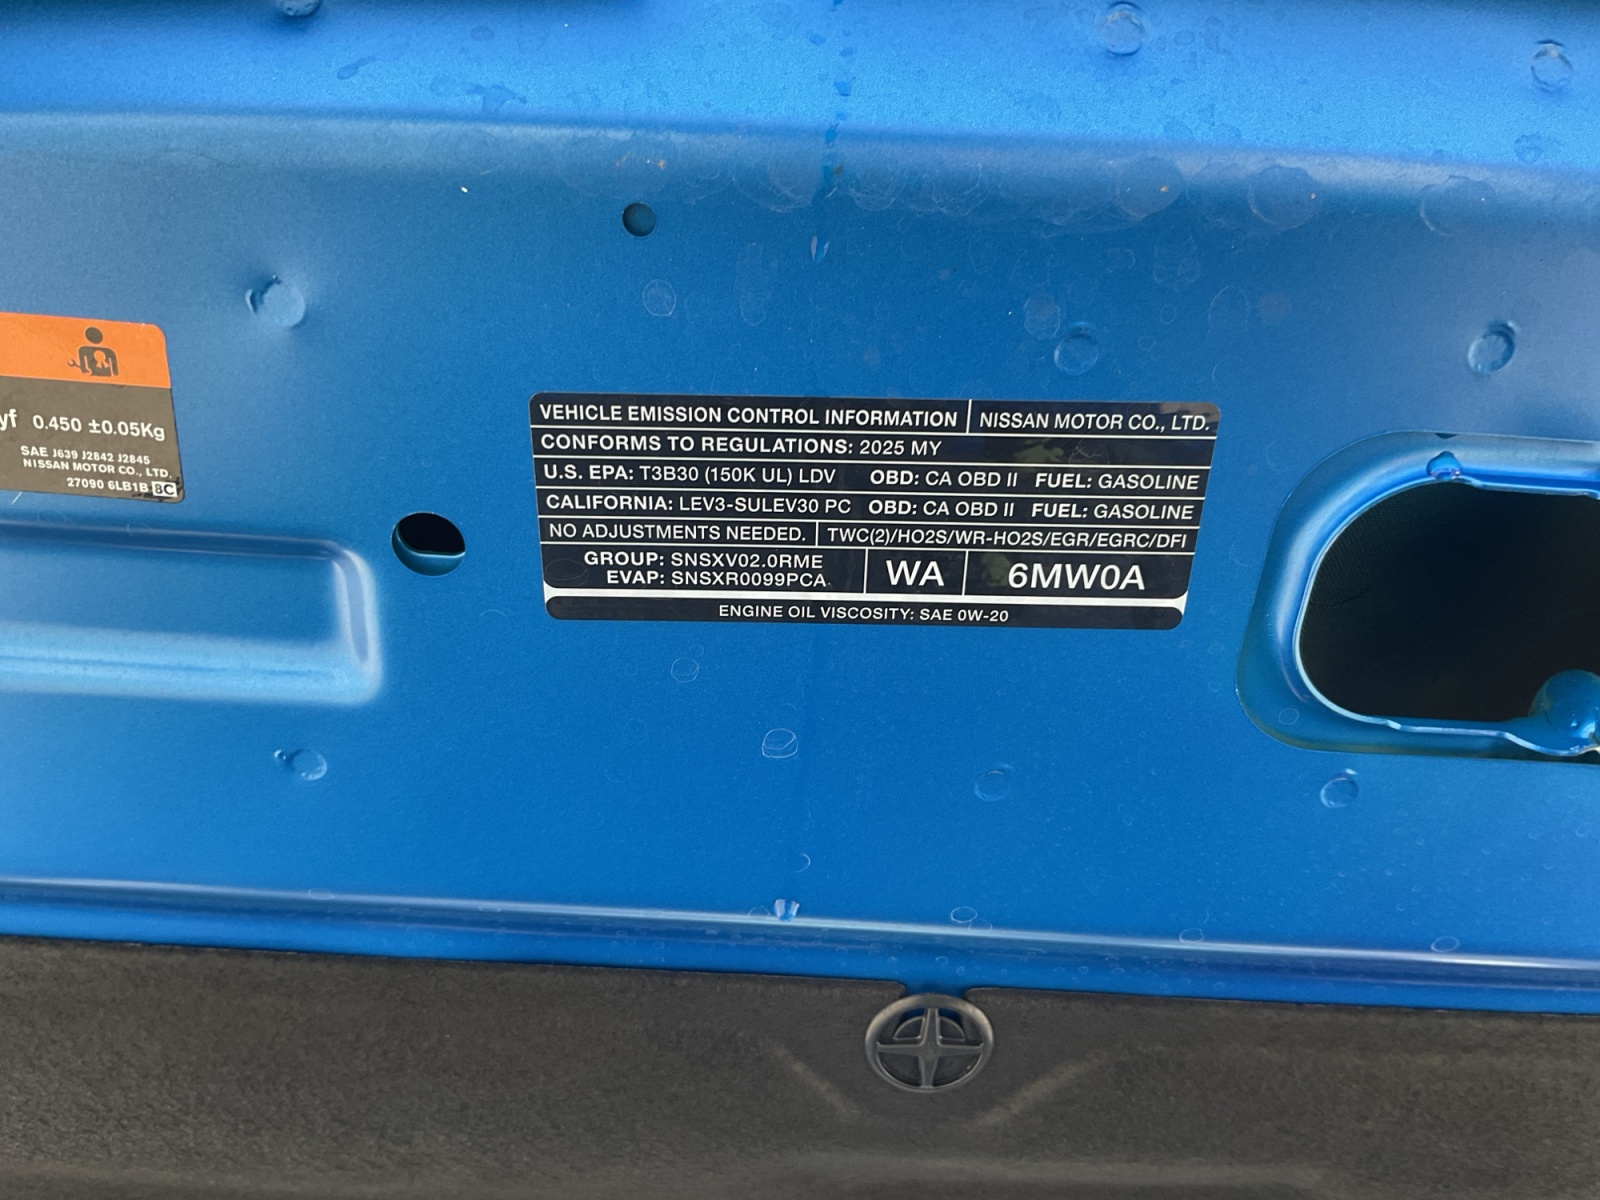 yf 0.450 ±0.05Kg
SAE J639 J2842 J2845
NISSAN MOTOR CO., LTD.
27090 6LB1B 8C
VEHICLE EMISSION CONTROL INFORMATION NISSAN MOTOR CO., LTD.
CONFORMS TO REGULATIONS: 2025 MY
U.S. EPA: T3B30 (150K UL) LDV OBD: CA OBD II FUEL: GASOLINE
CALIFORNIA: LEV3-SULEV30 PC OBD: CA OBD II FUEL: GASOLINE
NO ADJUSTMENTS NEEDED. TWC(2)/HO2S/WR-HO2S/EGR/EGRC/DFI
GROUP: SNSXV02.0RME
EVAP: SNSXR0099PCA
WA
6MW0A
ENGINE OIL VISCOSITY: SAE 0W-20